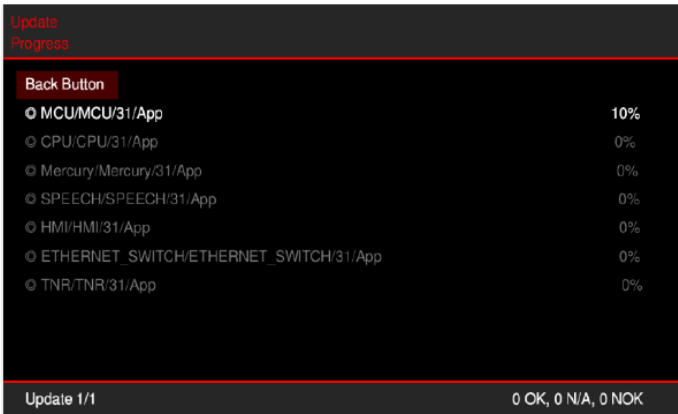 Update
Progress
Back Button
◎ MCU/MCU/31/App 10%
◎ CPU/CPU/31/App 0%
◎ Mercury/Mercury/31/App 0%
◎ SPEECH/SPEECH/31/App 0%
◎ HMI/HMI/31/App 0%
◎ ETHERNET_SWITCH/ETHERNET_SWITCH/31/App 0%
◎ TNR/TNR/31/App 0%
Update 1/1 0 OK, 0 N/A, 0 NOK